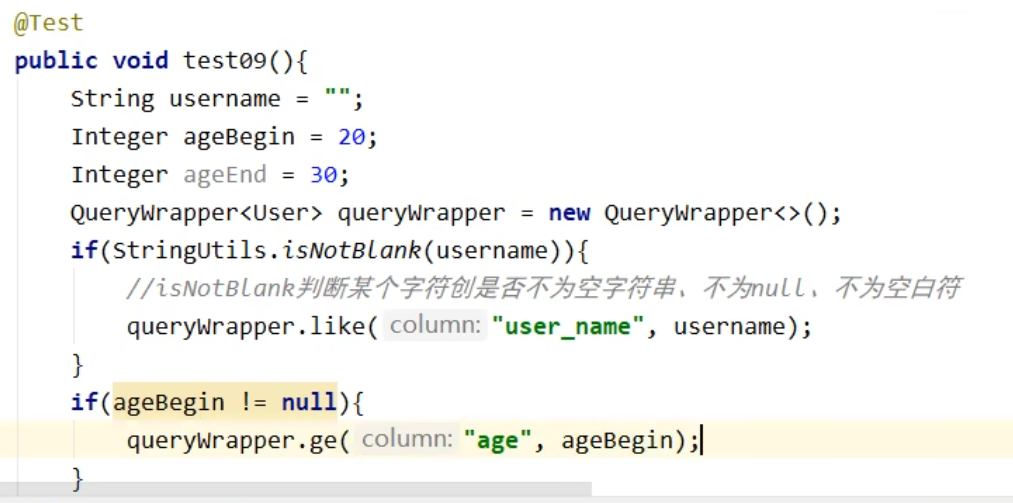 @Test
public void test09(){
String username = "";
Integer ageBegin = 20;
Integer ageEnd = 30;
QueryWrapper<User> queryWrapper = new QueryWrapper<>();
if(StringUtils.isNotBlank(username)){
//isNotBlank判断某个字符创是否不为空字符串、不为null、不为空白符
queryWrapper.like( column: "user_name", username);
}
if(ageBegin != null){
queryWrapper.ge( column: "age", ageBegin);
}